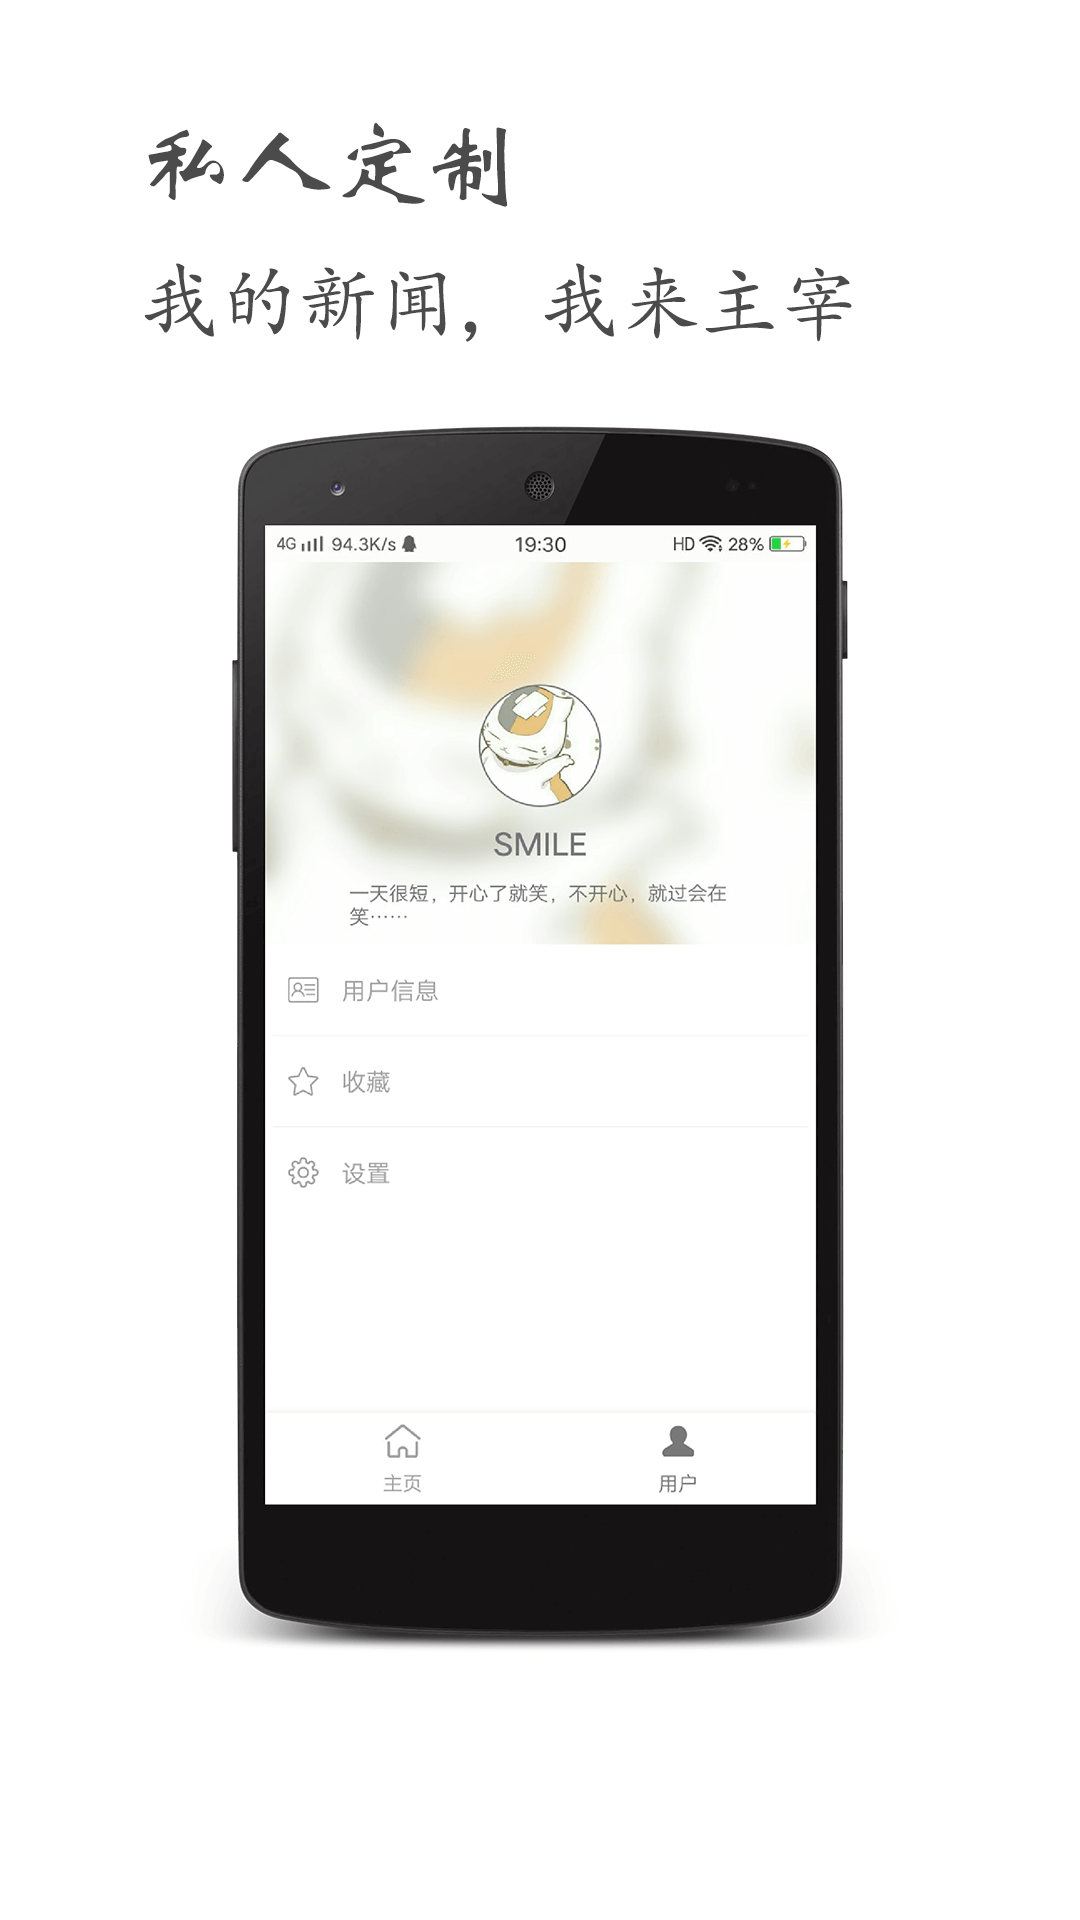 私人定制
我的新闻，我来主宰
4G 94.3K/s 19:30 HD 28%
SMILE
一天很短，开心了就笑，不开心，就过会在
笑……
用户信息
收藏
设置
主页 用户